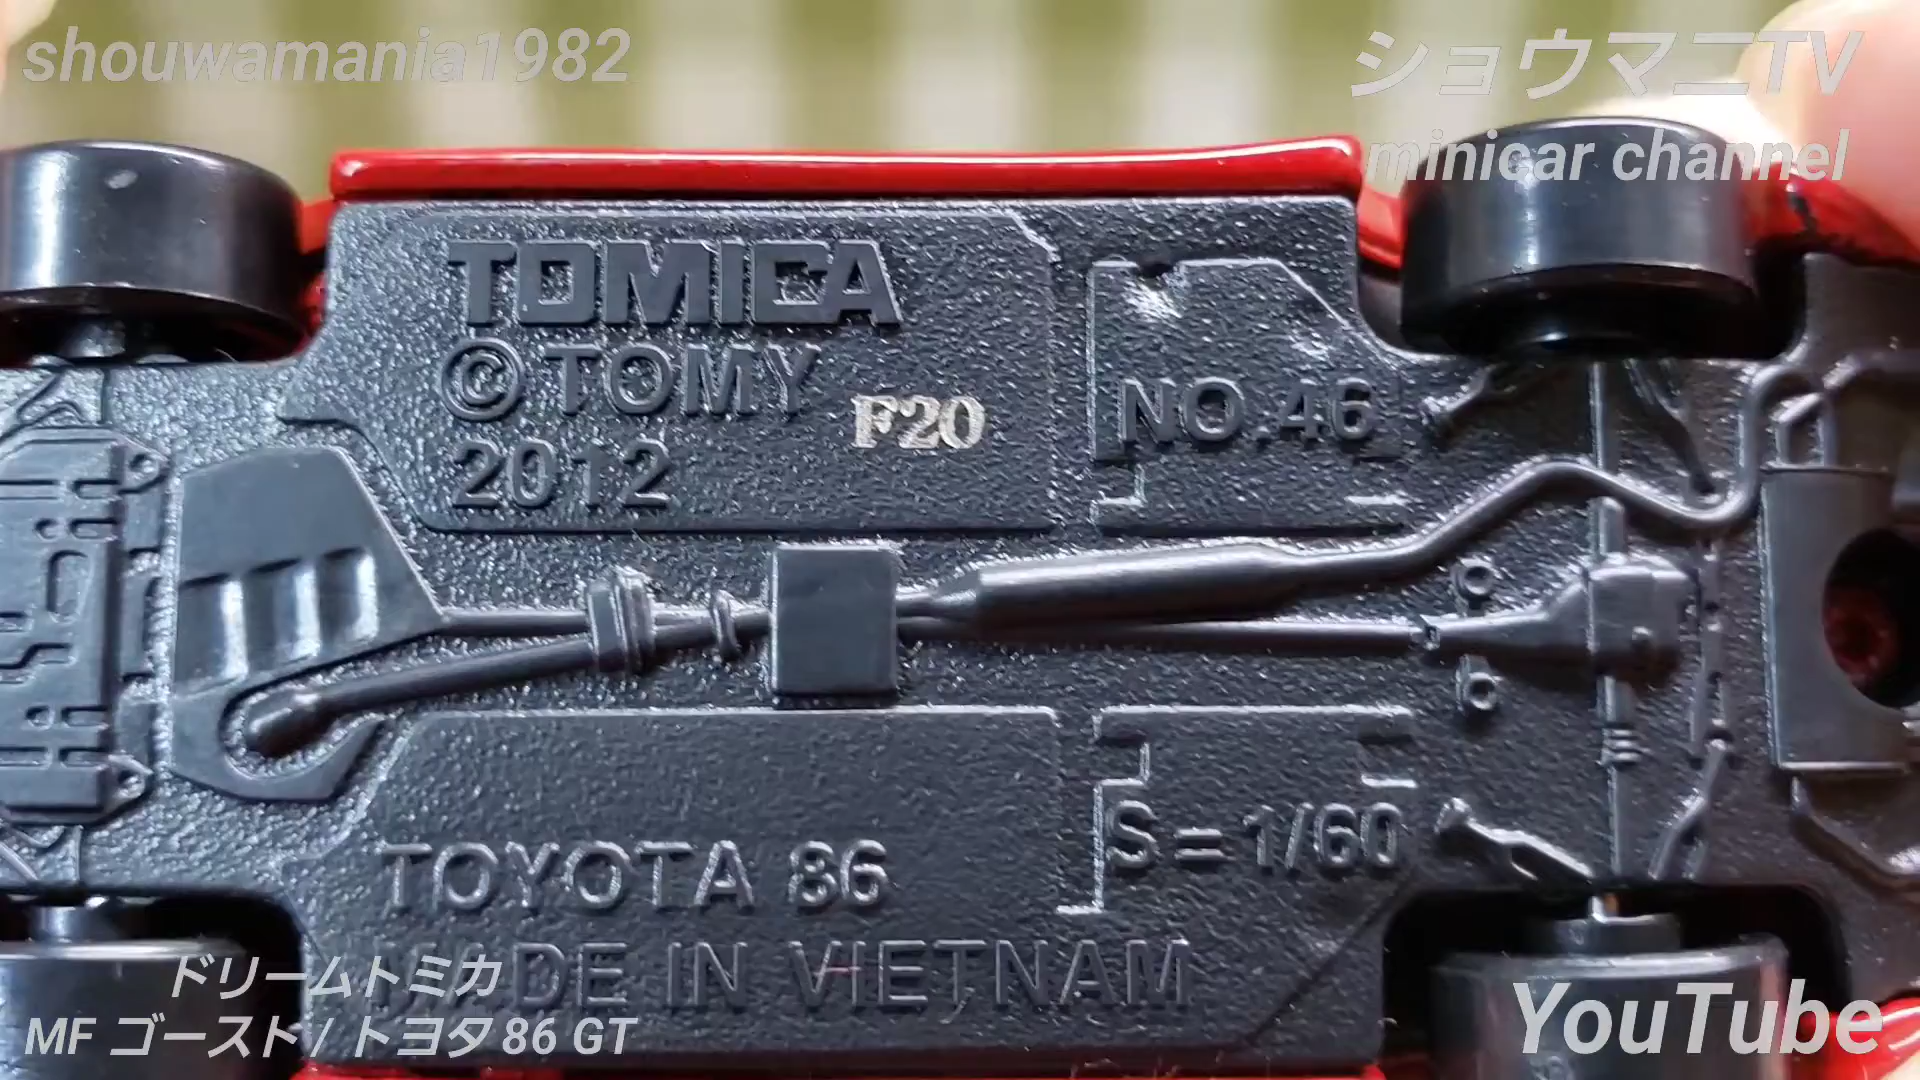 shouwamania1982
ショウマニTV
minicar channel
TOMICA
©TOMY
F20
2012
NO.46
TOYOTA 86
S=1/60
MADE IN VIETNAM
ドリームトミカ
MF ゴースト / トヨタ 86 GT
YouTube